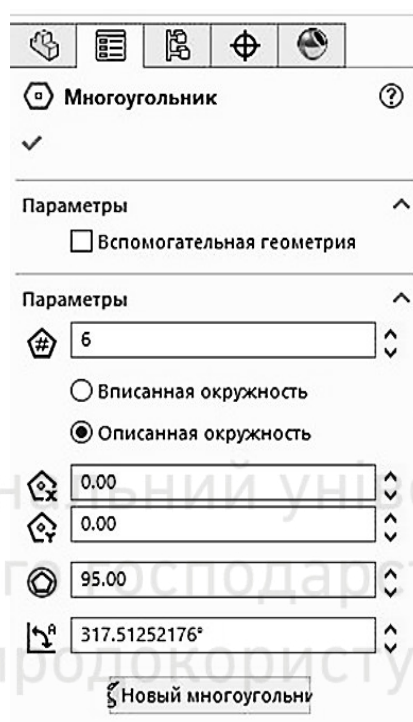 Многоугольник
Параметры
Вспомогательная геометрия
Параметры
# 6
Вписанная окружность
Описанная окружность
X 0.00
Y 0.00
95.00
A 317.51252176°
Новый многоугольни